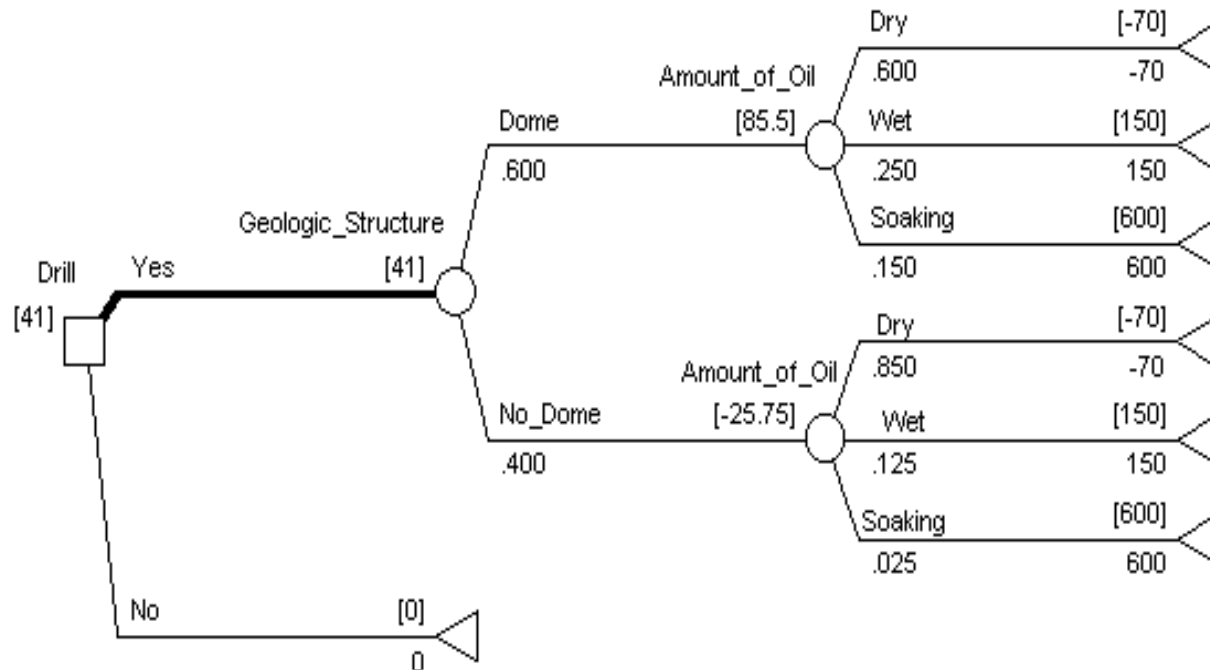 Dry [-70]
.600 -70
Amount_of_Oil
Dome [85.5] Wet [150]
.600 .250 150
Soaking [600]
Geologic_Structure
.150 600
Drill Yes [41]
[41]
Dry [-70]
Amount_of_Oil .850 -70
No_Dome [-25.75] Wet [150]
.400 .125 150
Soaking [600]
.025 600
No [0]
0